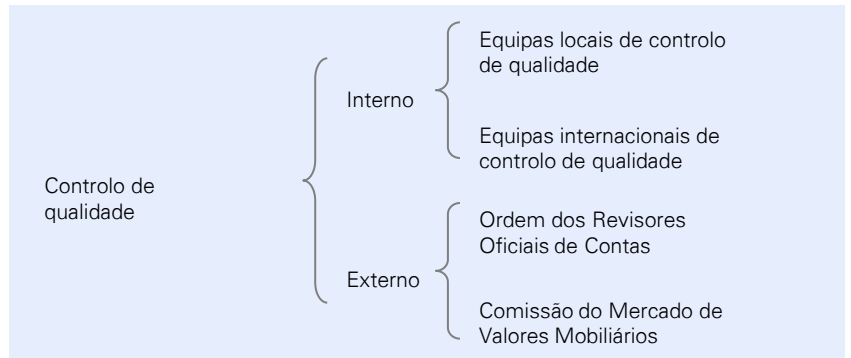 Controlo de
qualidade
Interno
Equipas locais de controlo
de qualidade
Equipas internacionais de
controlo de qualidade
Externo
Ordem dos Revisores
Oficiais de Contas
Comissão do Mercado de
Valores Mobiliários